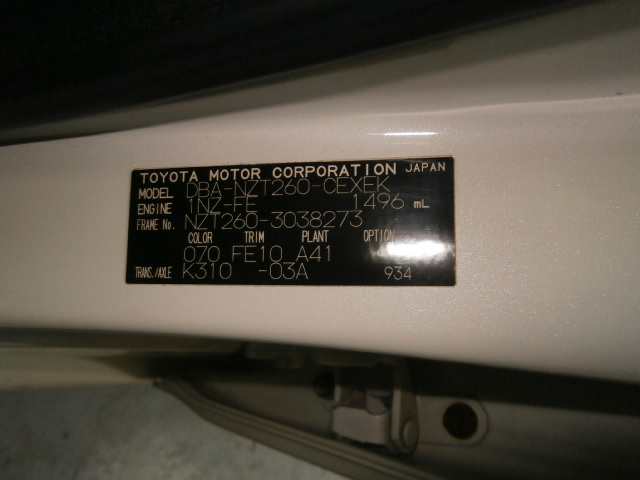 TOYOTA MOTOR CORPORATION JAPAN
MODEL DBA-NZT260-CEXEK
ENGINE 1NZ-FE 1496 mL
FRAME No. NZT260-3038273
COLOR TRIM PLANT OPTION
070 FE10 A41
TRANS./AXLE K310 -03A 934